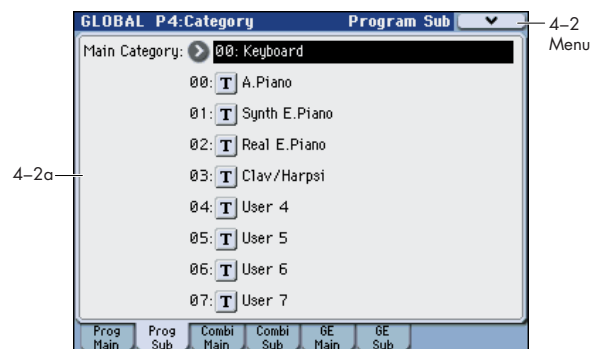 GLOBAL P4:Category Program Sub
4–2
Menu
Main Category: 00: Keyboard
00: T A.Piano
01: T Synth E.Piano
02: T Real E.Piano
4–2a
03: T Clav/Harpsi
04: T User 4
05: T User 5
06: T User 6
07: T User 7
Prog Main Prog Sub Combi Main Combi Sub GE Main GE Sub